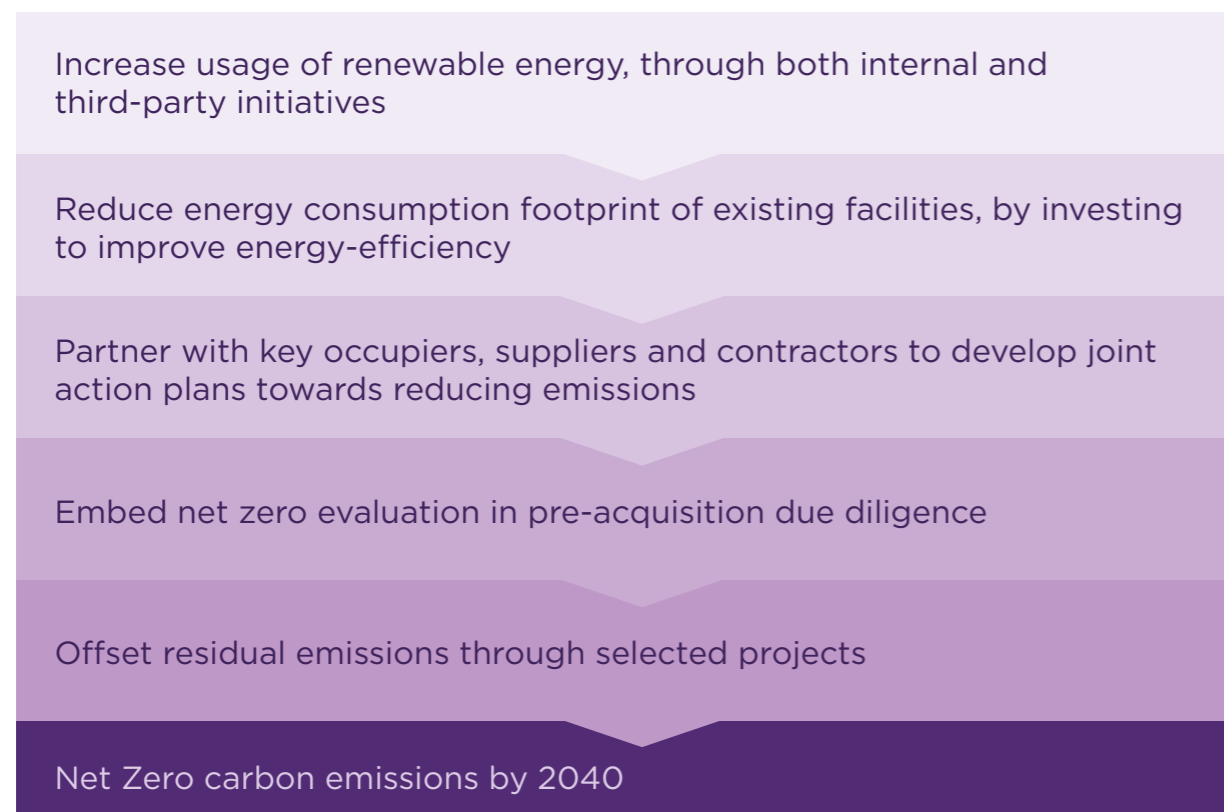 Increase usage of renewable energy, through both internal and
third-party initiatives
Reduce energy consumption footprint of existing facilities, by investing
to improve energy-efficiency
Partner with key occupiers, suppliers and contractors to develop joint
action plans towards reducing emissions
Embed net zero evaluation in pre-acquisition due diligence
Offset residual emissions through selected projects
Net Zero carbon emissions by 2040